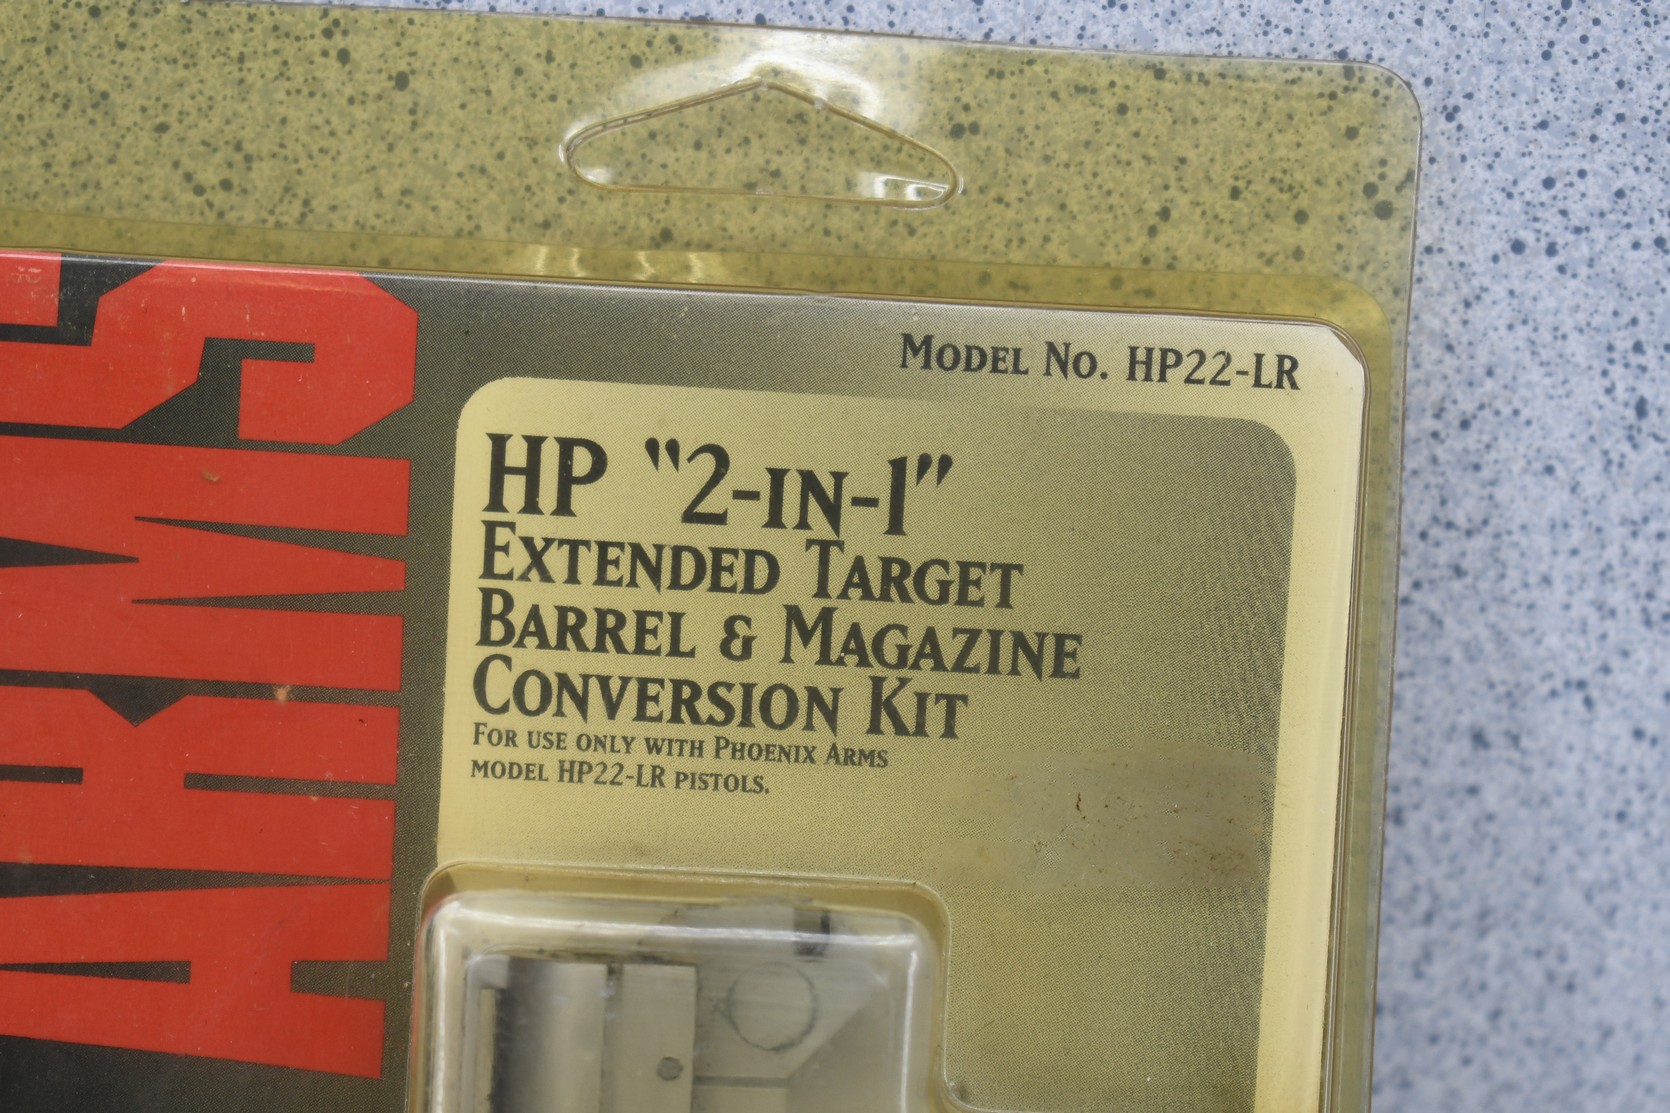 ARMS
Model No. HP22-LR
HP "2-in-1"
Extended Target
Barrel & Magazine
Conversion Kit
For use only with Phoenix Arms
model HP22-LR pistols.